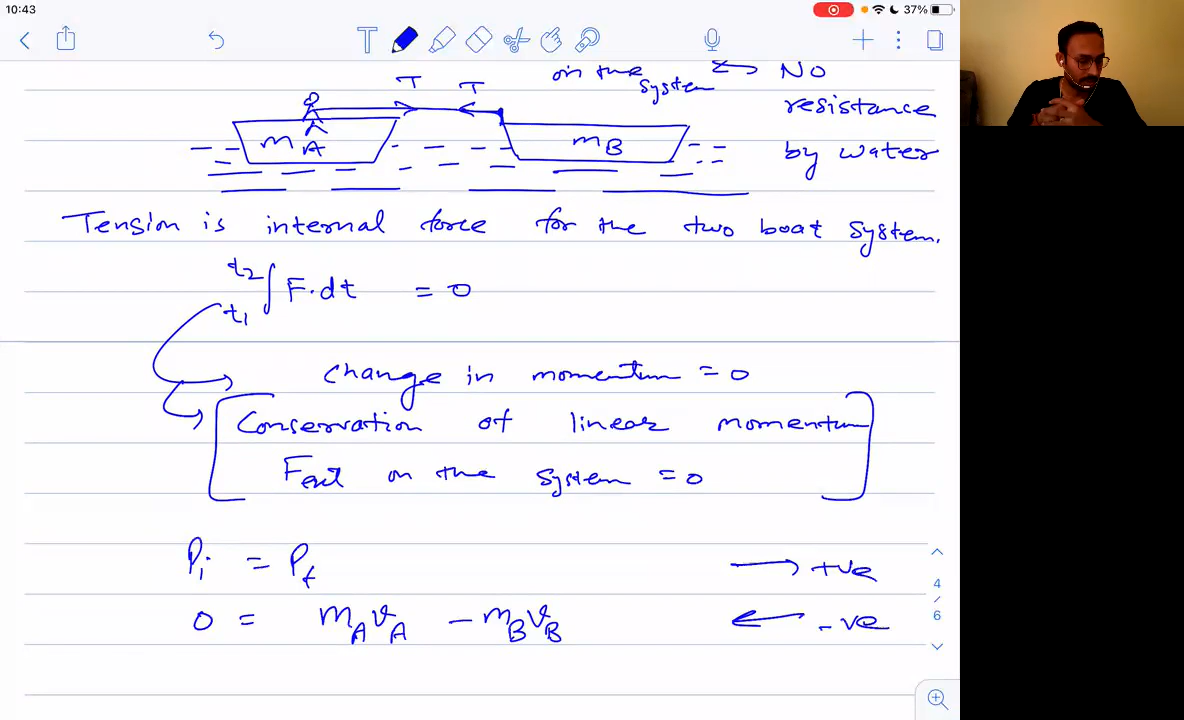 10:43
37%
T
on the system
No
T T
resistance
mA
mB
by water
Tension is internal force for the two boat system.
t2
∫ F.dt = 0
t1
change in momentum = 0
Conservation of linear momentum
Fext on the system = 0
Pi = Pf
+ve
4
/
6
0 = mAvA - mBvB
-ve